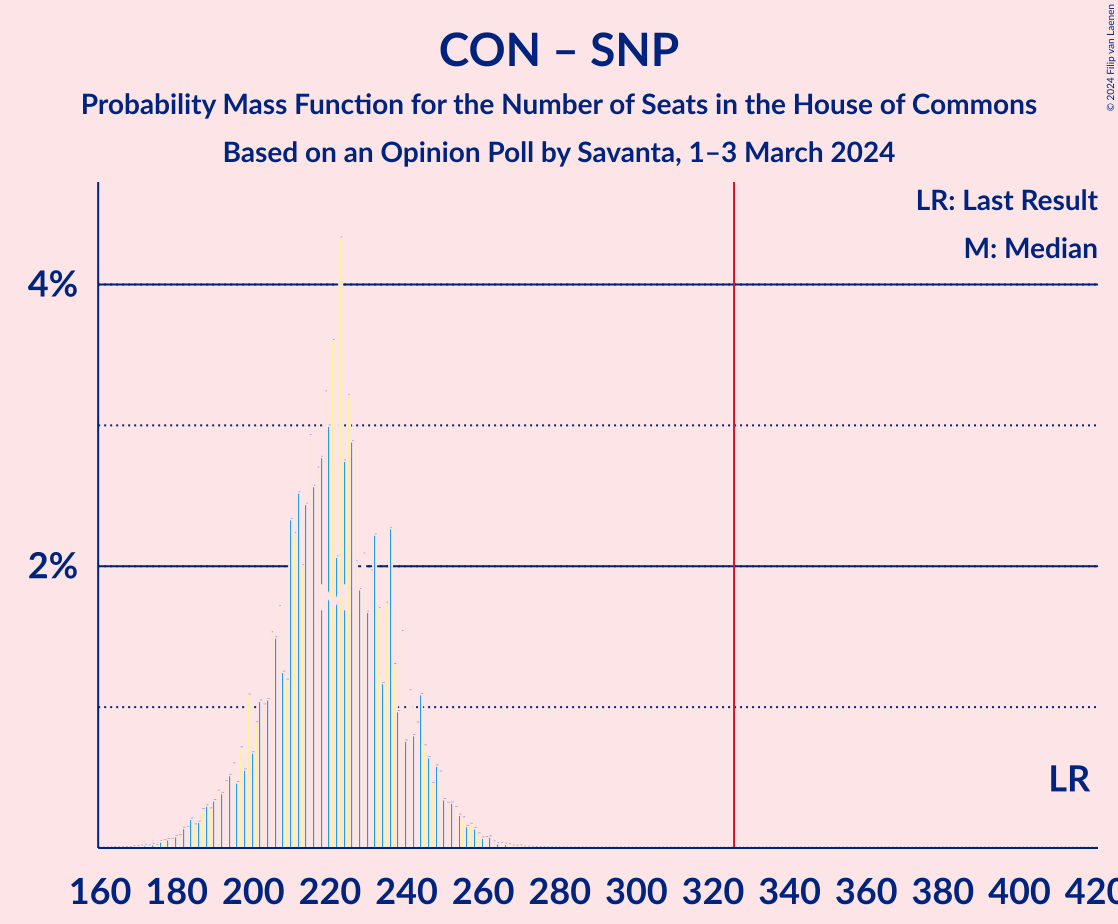 CON – SNP
Probability Mass Function for the Number of Seats in the House of Commons
Based on an Opinion Poll by Savanta, 1–3 March 2024
© 2024 Filip van Laenen
LR: Last Result
M: Median
4%
2%
M
LR
160 180 200 220 240 260 280 300 320 340 360 380 400 420